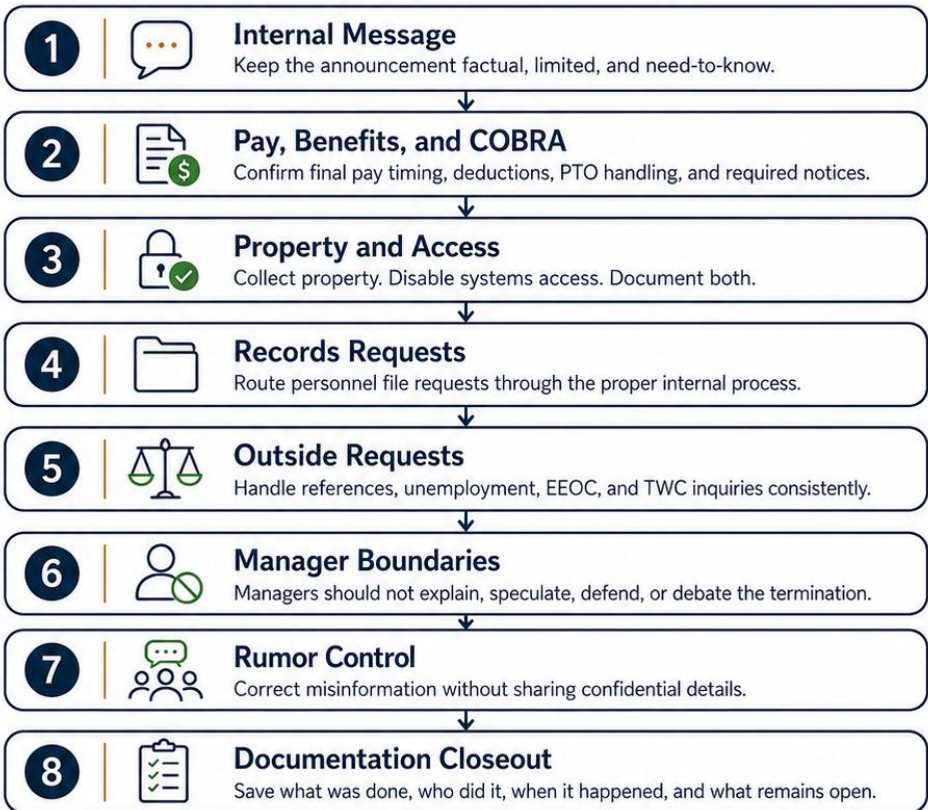 1
Internal Message
Keep the announcement factual, limited, and need-to-know.
2
Pay, Benefits, and COBRA
$
Confirm final pay timing, deductions, PTO handling, and required notices.
3
Property and Access
Collect property. Disable systems access. Document both.
4
Records Requests
Route personnel file requests through the proper internal process.
5
Outside Requests
Handle references, unemployment, EEOC, and TWC inquiries consistently.
6
Manager Boundaries
Managers should not explain, speculate, defend, or debate the termination.
7
Rumor Control
Correct misinformation without sharing confidential details.
8
Documentation Closeout
Save what was done, who did it, when it happened, and what remains open.